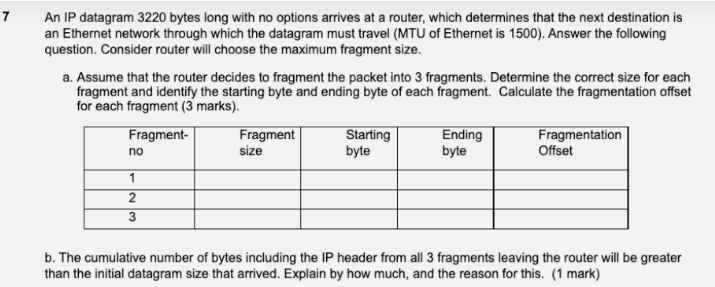 7 An IP datagram 3220 bytes long with no options arrives at a router, which determines that the next destination is
an Ethernet network through which the datagram must travel (MTU of Ethernet is 1500). Answer the following
question. Consider router will choose the maximum fragment size.
a. Assume that the router decides to fragment the packet into 3 fragments. Determine the correct size for each
fragment and identify the starting byte and ending byte of each fragment. Calculate the fragmentation offset
for each fragment (3 marks).
Fragment- Fragment Starting Ending Fragmentation
no size byte byte Offset
1
2
3
b. The cumulative number of bytes including the IP header from all 3 fragments leaving the router will be greater
than the initial datagram size that arrived. Explain by how much, and the reason for this. (1 mark)